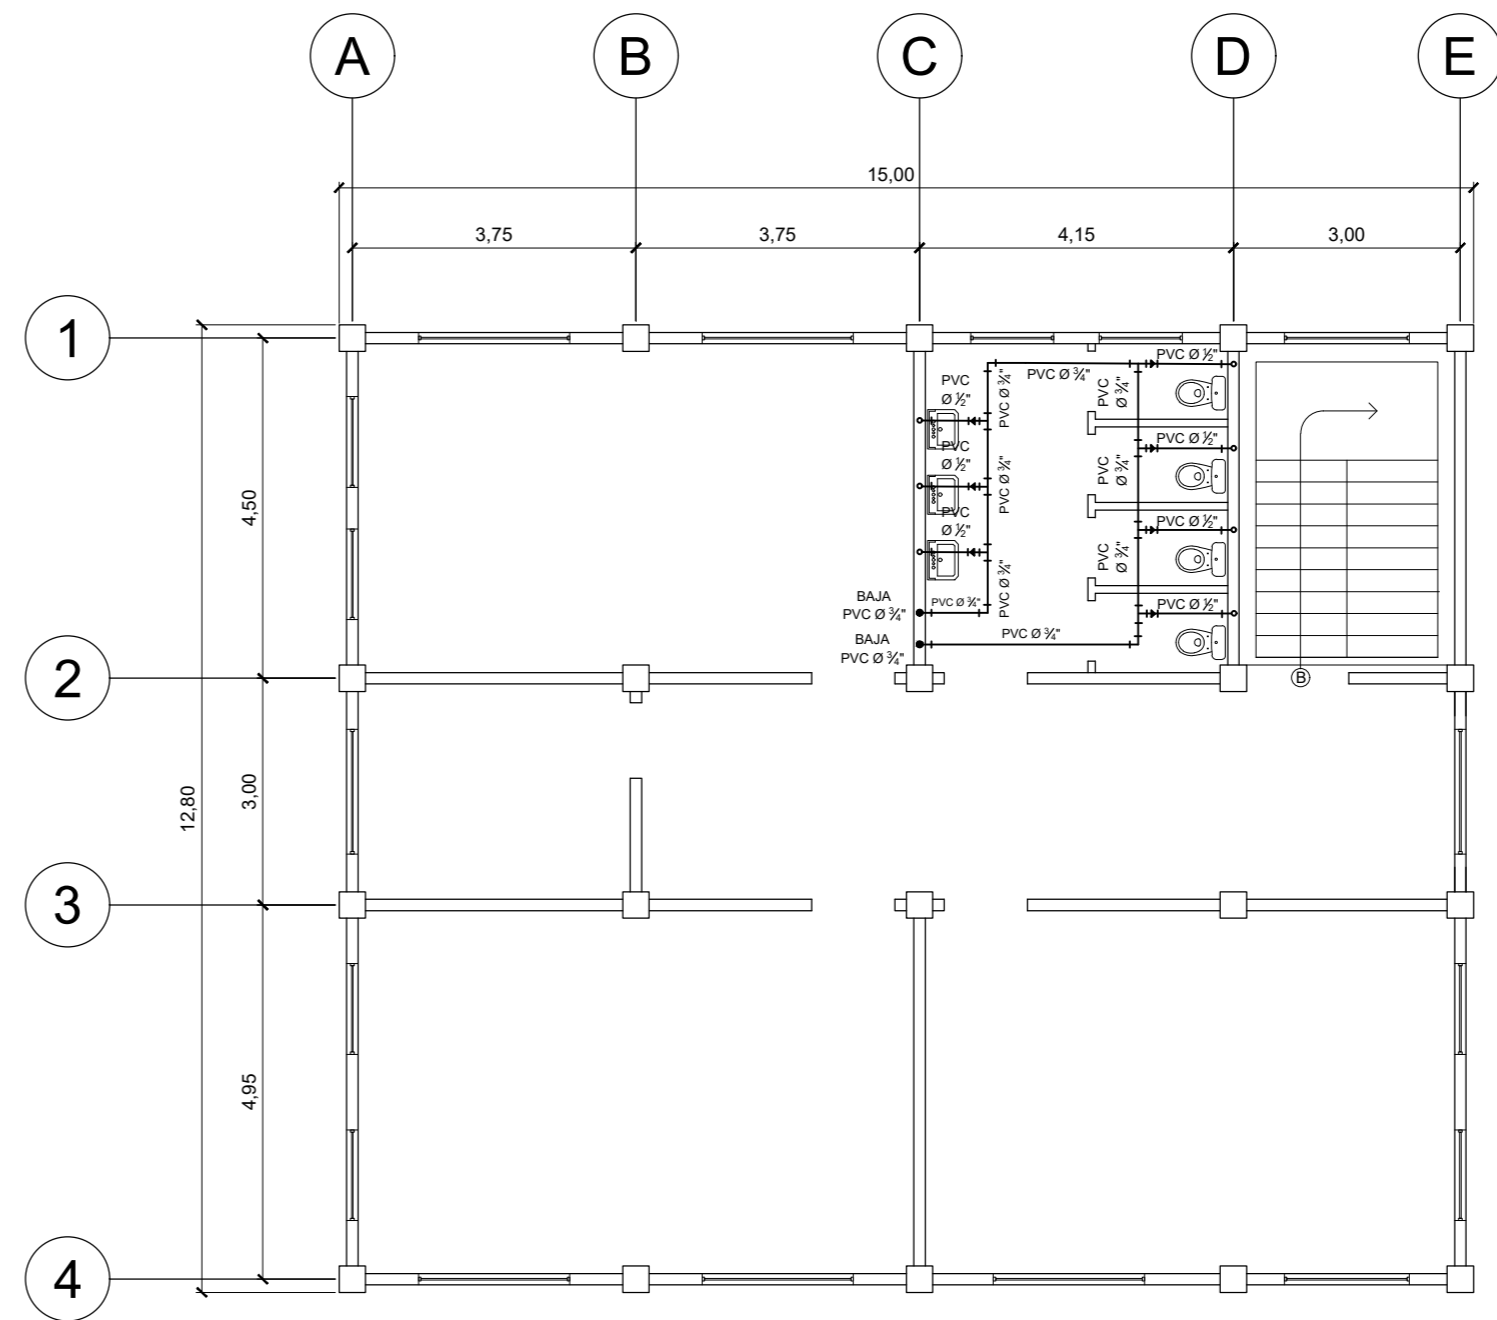 A
B
C
D
E
15,00
3,75
3,75
4,15
3,00
1
2
3
4
12,80
4,50
3,00
4,95
PVC
Ø ½"
PVC
Ø ½"
PVC
Ø ½"
PVC Ø ¾"
PVC Ø ¾"
PVC Ø ¾"
PVC Ø ¾"
PVC
Ø ¾"
PVC
Ø ¾"
PVC
Ø ¾"
PVC Ø ½"
PVC Ø ½"
PVC Ø ½"
PVC Ø ½"
BAJA
PVC Ø ¾"
PVC Ø ¾"
BAJA
PVC Ø ¾"
PVC Ø ¾"
B